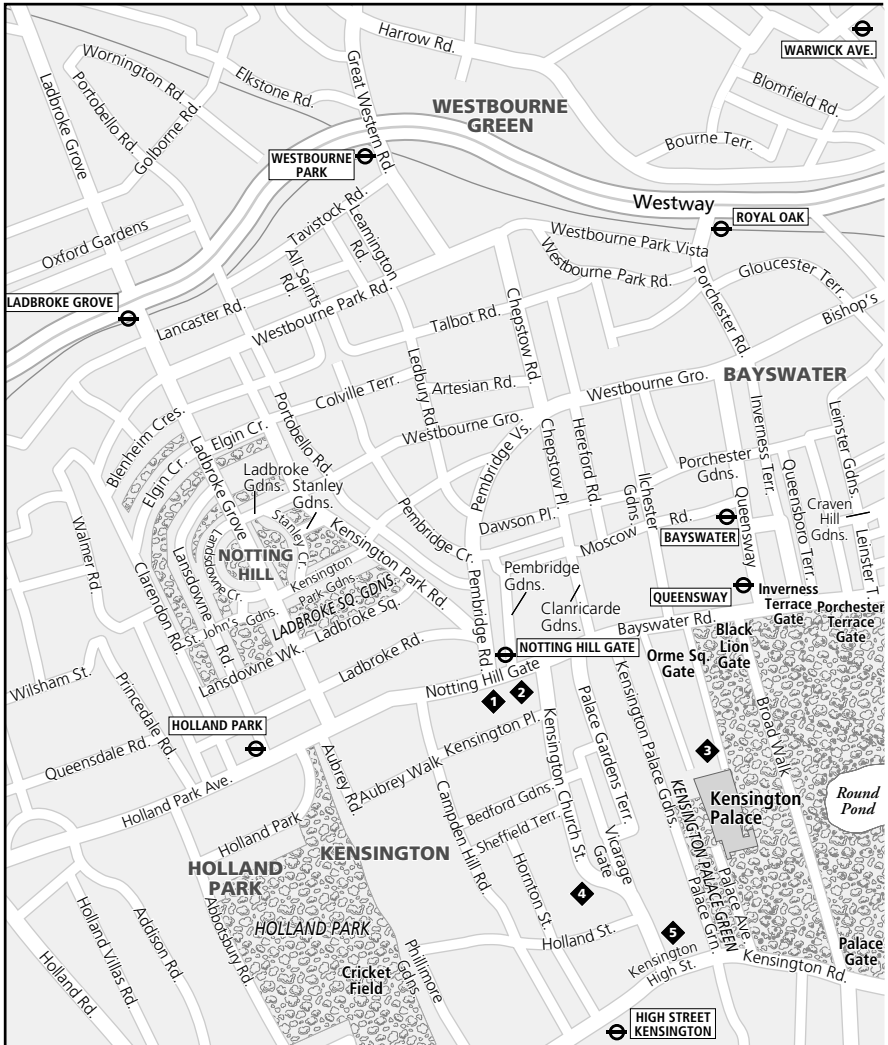 Harrow Rd.
WARWICK AVE.
Wornington Rd.
Portobello Rd.
Golborne Rd.
Ladbroke Grove
Elkstone Rd.
Great Western Rd.
WESTBOURNE
GREEN
Blomfield Rd.
Bourne Terr.
WESTBOURNE
PARK
Westway
ROYAL OAK
Oxford Gardens
Tavistock Rd.
Leamington
Rd.
All Saints
Rd.
Westbourne Park Vista
Westbourne Park Rd.
Gloucester Terr.
Porchester Rd.
Bishop's
LADBROKE GROVE
Lancaster Rd.
Westbourne Park Rd.
Talbot Rd.
Chepstow Rd.
Ledbury Rd.
BAYSWATER
Colville Terr.
Artesian Rd.
Westbourne Gro.
Westbourne Gro.
Blenheim Cres.
Elgin Cr.
Elgin Cr.
Ladbroke Grove
Portobello Rd.
Ladbroke
Gdns.
Stanley
Gdns.
Pembridge Vs.
Chepstow Pl.
Hereford Rd.
Ilchester
Gdns.
Porchester
Gdns.
Inverness Terr.
Queensboro Terr.
Leinster Gdns.
Craven
Hill
Gdns.
Leinster T.
Queensway
Walmer Rd.
Clarendon Rd.
Lansdowne
Rd.
Lansdowne Cr.
NOTTING
HILL
Stanley Cr.
Kensington
Park Gdns.
Kensington Park Rd.
Pembridge Cr.
Dawson Pl.
Moscow Rd.
BAYSWATER
QUEENSWAY
St. John's Gdns.
LADBROKE SQ. GDNS.
Ladbroke Sq.
Pembridge
Gdns.
Clanricarde
Gdns.
Pembridge Rd.
Inverness
Terrace
Gate
Porchester
Terrace
Gate
Bayswater Rd.
Black
Lion
Gate
Orme Sq.
Gate
Lansdowne Wk.
Ladbroke Rd.
NOTTING HILL GATE
Wilsham St.
Princedale Rd.
Notting Hill Gate
1
2
HOLLAND PARK
Queensdale Rd.
Holland Park Ave.
Aubrey Rd.
Aubrey Walk
Kensington Pl.
Kensington Church St.
Palace Gardens Terr.
Kensington Palace Gdns.
3
Broad Walk
Round
Pond
Kensington
Palace
KENSINGTON PALACE GREEN
Bedford Gdns.
Sheffield Terr.
Campden Hill Rd.
Hornton St.
Vicarage
Gate
Holland Park
HOLLAND
PARK
KENSINGTON
4
Palace Ave.
Palace Grn.
HOLLAND PARK
Abbotsbury Rd.
Addison Rd.
Holland Villas Rd.
Holland Rd.
Phillimore
Gdns.
Cricket
Field
Holland St.
5
Kensington
High St.
Kensington Rd.
Palace
Gate
HIGH STREET
KENSINGTON